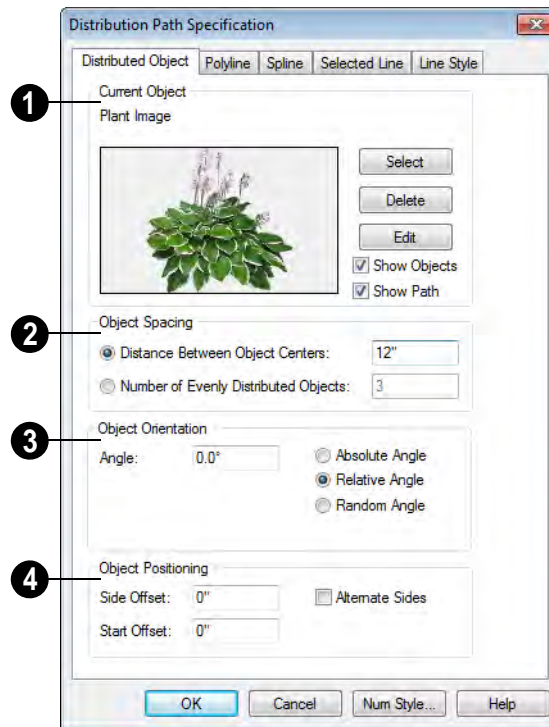 Distribution Path Specification
Distributed Object Polyline Spline Selected Line Line Style
1
Current Object
Plant Image
Select
Delete
Edit
Show Objects
Show Path
2
Object Spacing
Distance Between Object Centers: 12"
Number of Evenly Distributed Objects: 3
3
Object Orientation
Angle: 0.0° Absolute Angle
Relative Angle
Random Angle
4
Object Positioning
Side Offset: 0" Alternate Sides
Start Offset: 0"
OK Cancel Num Style... Help